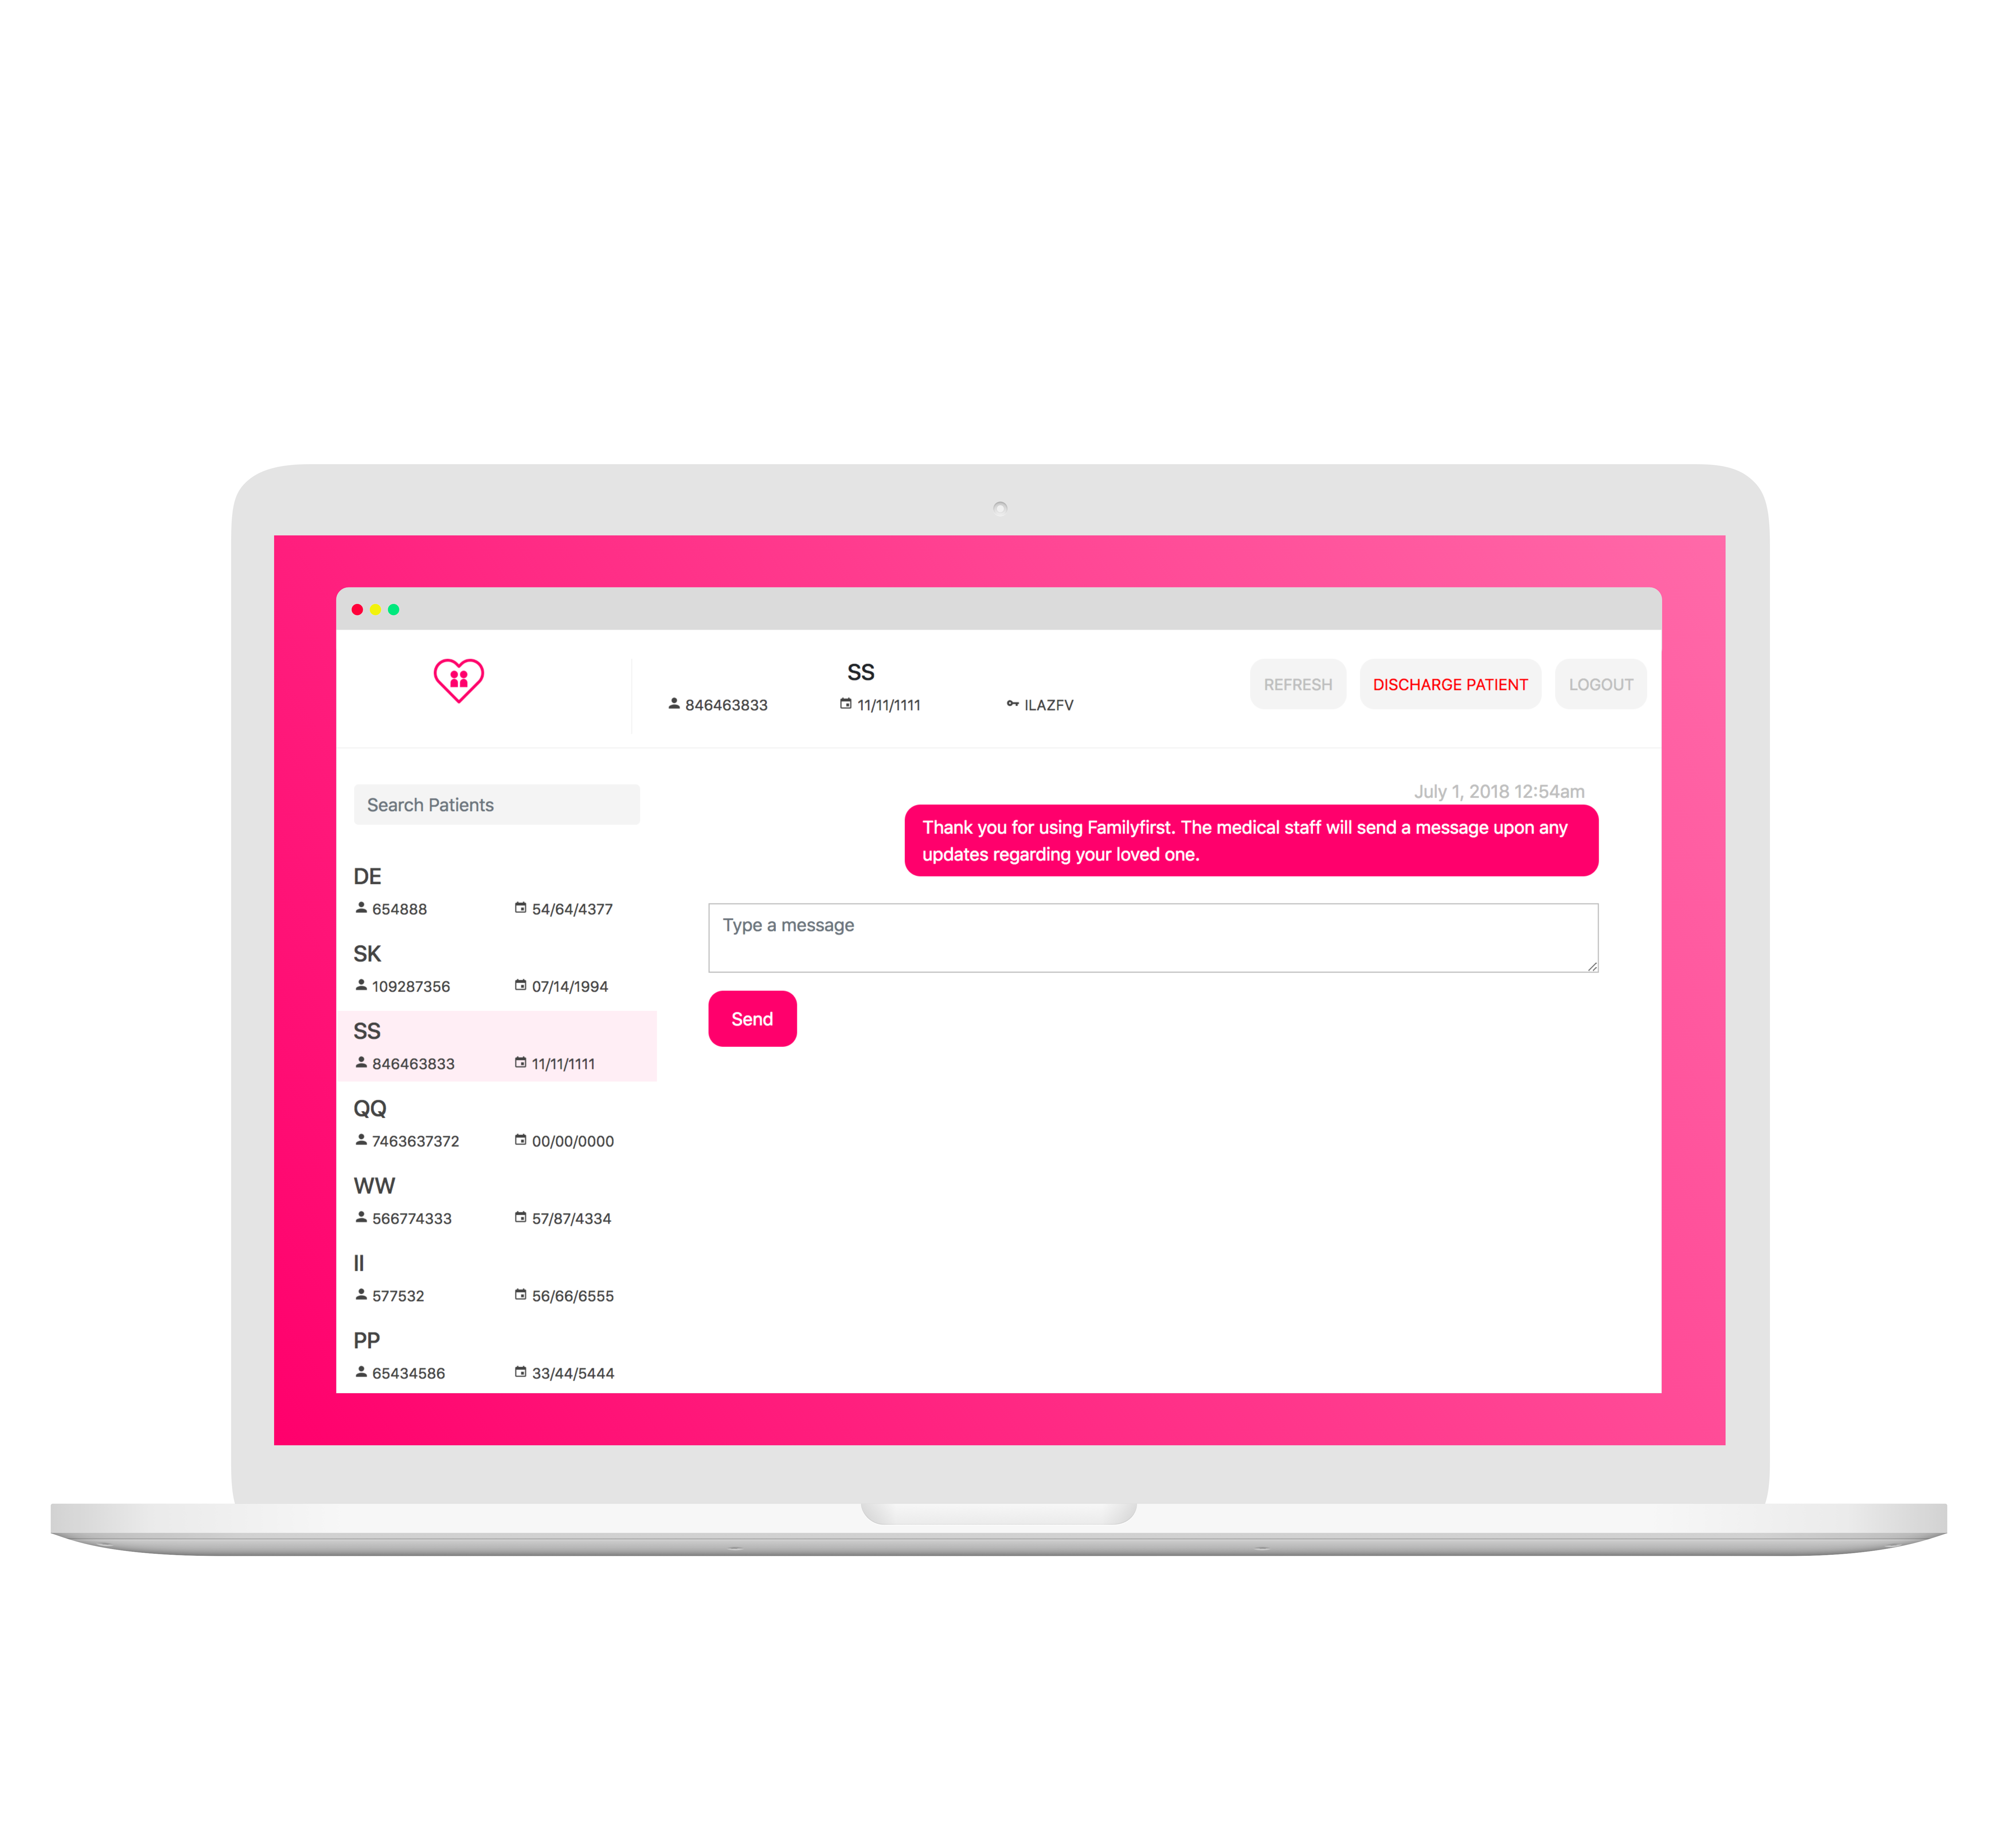 SS
846463833 11/11/1111 ILAZFV
REFRESH DISCHARGE PATIENT LOGOUT
Search Patients
DE
654888 54/64/4377
SK
109287356 07/14/1994
SS
846463833 11/11/1111
QQ
7463637372 00/00/0000
WW
566774333 57/87/4334
II
577532 56/66/6555
PP
65434586 33/44/5444
July 1, 2018 12:54am
Thank you for using Familyfirst. The medical staff will send a message upon any
updates regarding your loved one.
Type a message
Send